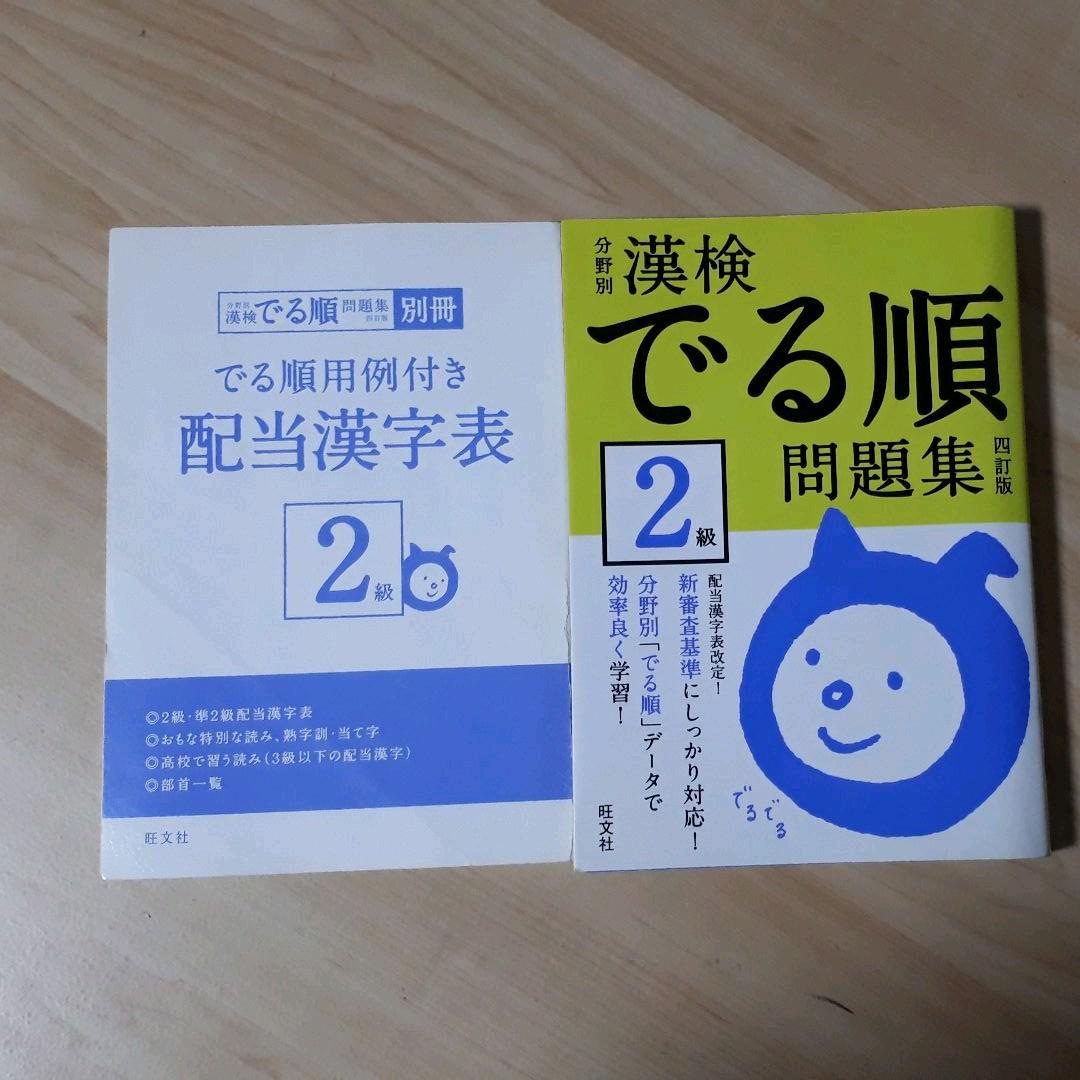 分野別
漢検 でる順 問題集
四訂版
別冊
でる順用例付き
配当漢字表
2級
◎2級・準2級配当漢字表
◎おもな特別な読み、熟字訓・当て字
◎高校で習う読み(3級以下の配当漢字)
◎部首一覧
旺文社
分野別
漢検
でる順
問題集
四訂版
2級
配当漢字表改定!
新審査基準にしっかり対応!
分野別「でる順」データで
効率良く学習!
でるでる
旺文社